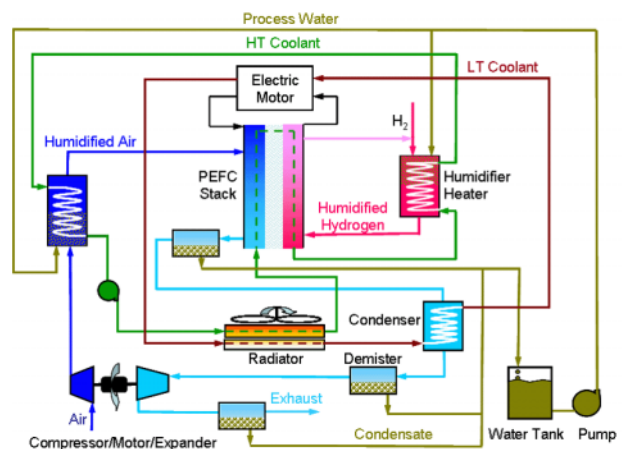 Process Water
HT Coolant
LT Coolant
Electric
Motor
H2
Humidified Air
PEFC
Stack
Humidifier
Heater
Humidified
Hydrogen
Condenser
Radiator
Demister
Air
Exhaust
Compressor/Motor/Expander
Condensate
Water Tank
Pump